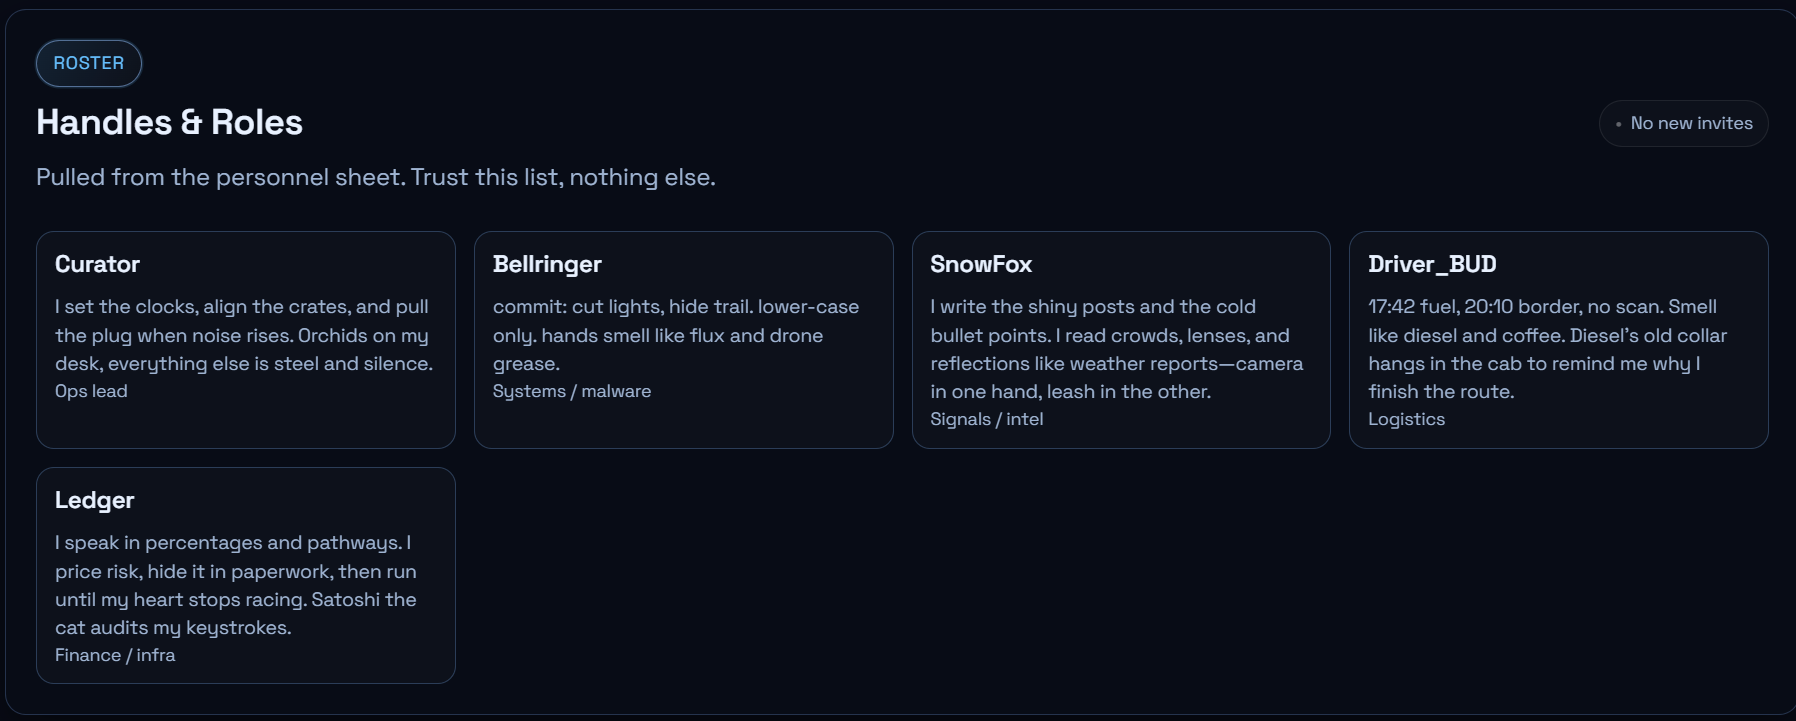 ROSTER
Handles & Roles
• No new invites
Pulled from the personnel sheet. Trust this list, nothing else.
Curator
I set the clocks, align the crates, and pull
the plug when noise rises. Orchids on my
desk, everything else is steel and silence.
Ops lead
Bellringer
commit: cut lights, hide trail. lower-case
only. hands smell like flux and drone
grease.
Systems / malware
SnowFox
I write the shiny posts and the cold
bullet points. I read crowds, lenses, and
reflections like weather reports—camera
in one hand, leash in the other.
Signals / intel
Driver_BUD
17:42 fuel, 20:10 border, no scan. Smell
like diesel and coffee. Diesel’s old collar
hangs in the cab to remind me why I
finish the route.
Logistics
Ledger
I speak in percentages and pathways. I
price risk, hide it in paperwork, then run
until my heart stops racing. Satoshi the
cat audits my keystrokes.
Finance / infra